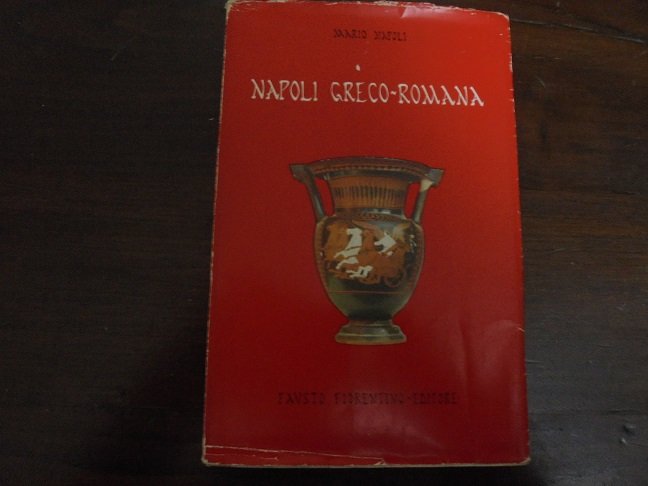 MARIO NAPOLI
NAPOLI GRECO-ROMANA
FAUSTO FIORENTINO-EDITORE